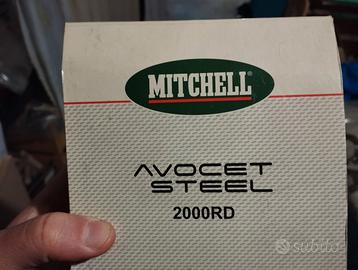 MITCHELL
AVOCET
STEEL
2000RD
subito